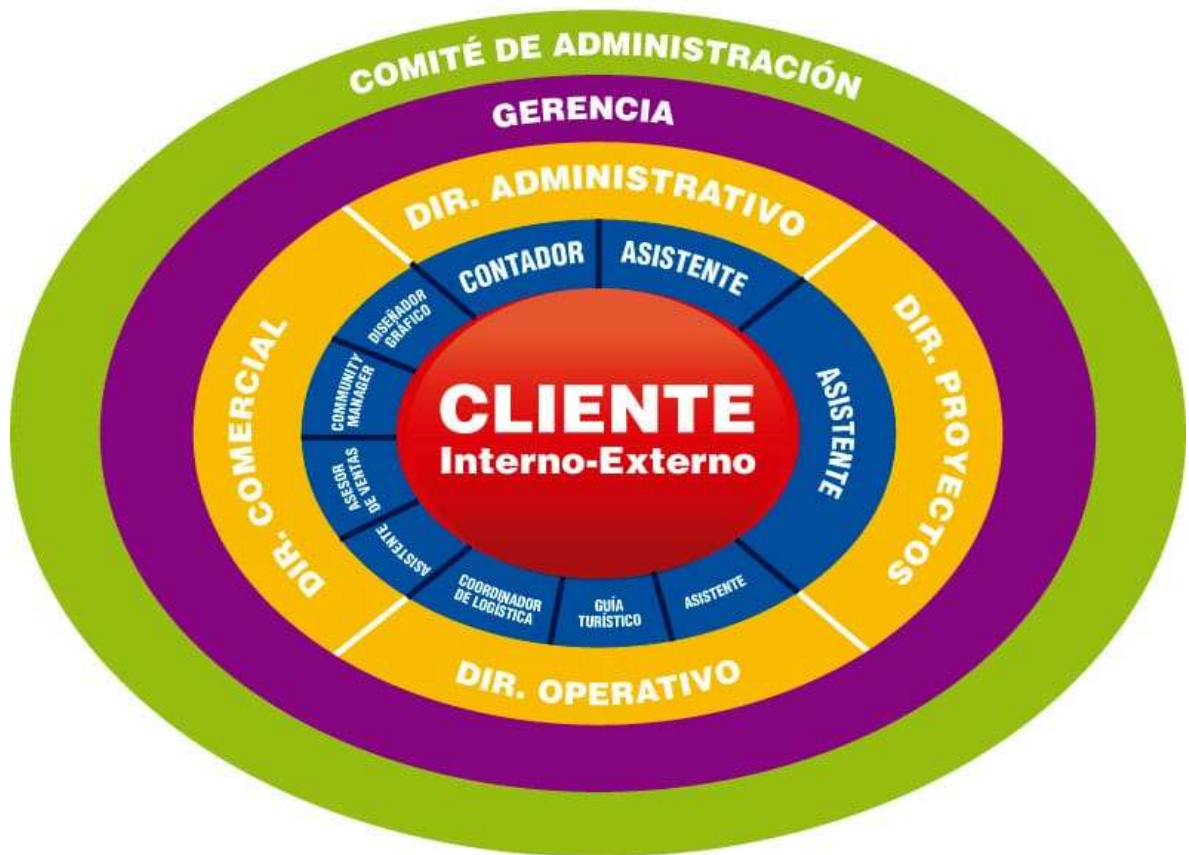 COMITÉ DE ADMINISTRACIÓN
GERENCIA
DIR. ADMINISTRATIVO
CONTADOR
ASISTENTE
DIR. PROYECTOS
ASISTENTE
DIR. COMERCIAL
DISEÑADOR
GRÁFICO
COMMUNITY
MANAGER
ASESOR
DE VENTAS
ASISTENTE
CLIENTE
Interno-Externo
COORDINADOR
DE LOGÍSTICA
GUÍA
TURÍSTICO
ASISTENTE
DIR. OPERATIVO